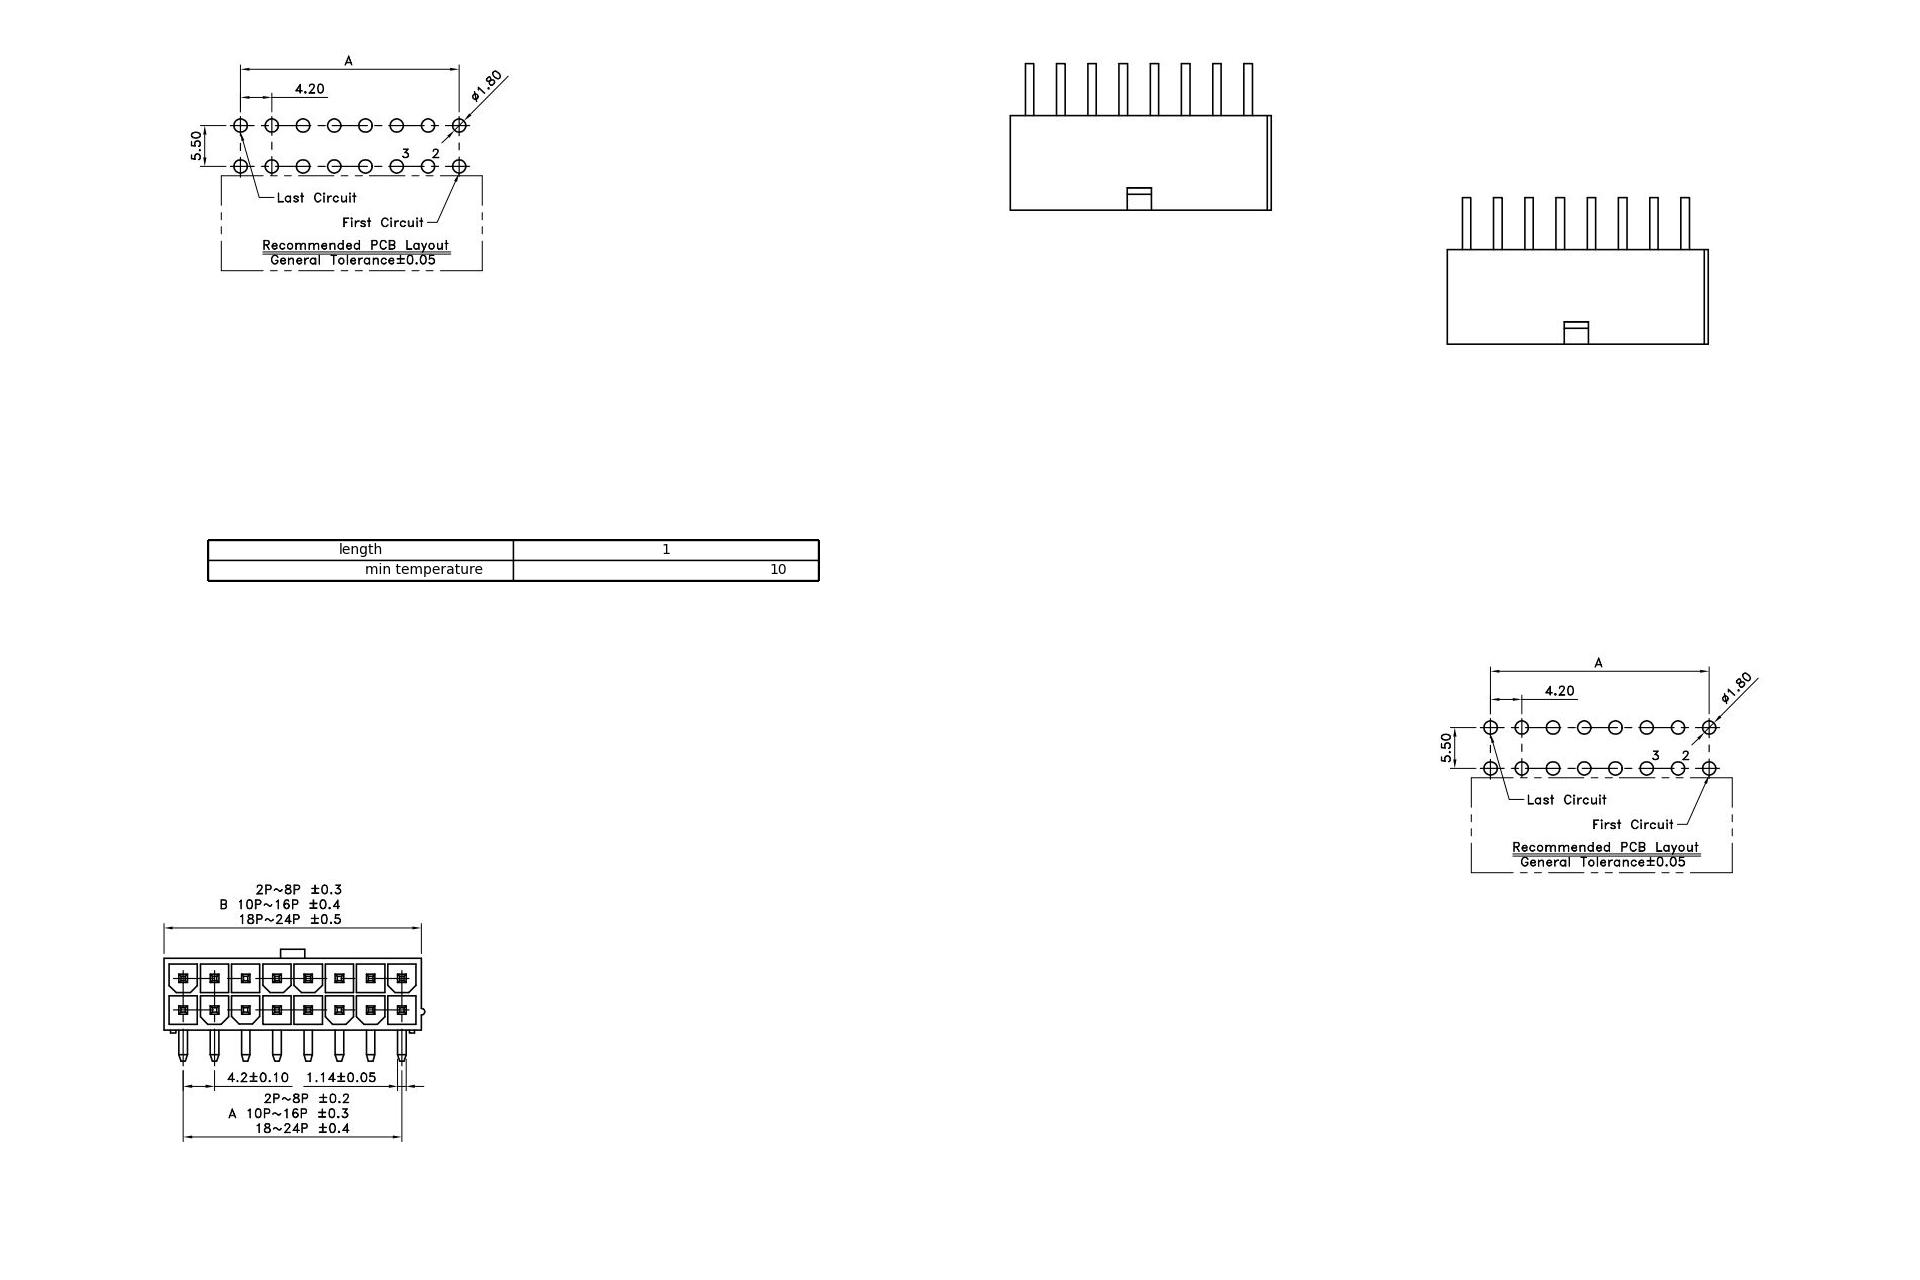 A
4.20
ø1.80
5.50
3 2
Last Circuit
First Circuit
Recommended PCB Layout
General Tolerance±0.05
length 1
min temperature 10
A
4.20
ø1.80
5.50
3 2
Last Circuit
First Circuit
Recommended PCB Layout
General Tolerance±0.05
2P~8P ±0.3
B 10P~16P ±0.4
18P~24P ±0.5
4.2±0.10 1.14±0.05
2P~8P ±0.2
A 10P~16P ±0.3
18~24P ±0.4